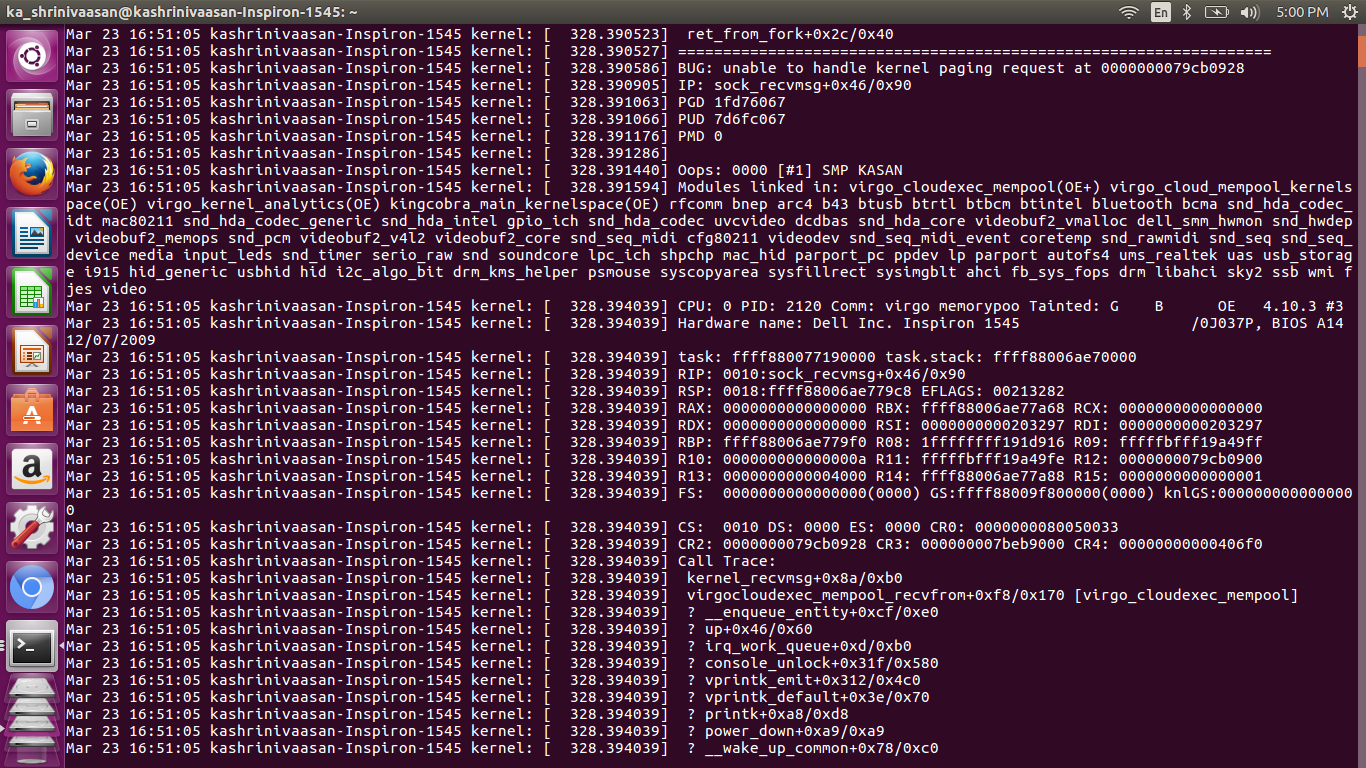 ka_shrinivaasan@kashrinivaasan-Inspiron-1545: ~
En
5:00 PM
Mar 23 16:51:05 kashrinivaasan-Inspiron-1545 kernel: [  328.390523]  ret_from_fork+0x2c/0x40
Mar 23 16:51:05 kashrinivaasan-Inspiron-1545 kernel: [  328.390527] ==================================================================
Mar 23 16:51:05 kashrinivaasan-Inspiron-1545 kernel: [  328.390586] BUG: unable to handle kernel paging request at 0000000079cb0928
Mar 23 16:51:05 kashrinivaasan-Inspiron-1545 kernel: [  328.390905] IP: sock_recvmsg+0x46/0x90
Mar 23 16:51:05 kashrinivaasan-Inspiron-1545 kernel: [  328.391063] PGD 1fd76067
Mar 23 16:51:05 kashrinivaasan-Inspiron-1545 kernel: [  328.391066] PUD 7d6fc067
Mar 23 16:51:05 kashrinivaasan-Inspiron-1545 kernel: [  328.391176] PMD 0
Mar 23 16:51:05 kashrinivaasan-Inspiron-1545 kernel: [  328.391286]
Mar 23 16:51:05 kashrinivaasan-Inspiron-1545 kernel: [  328.391440] Oops: 0000 [#1] SMP KASAN
Mar 23 16:51:05 kashrinivaasan-Inspiron-1545 kernel: [  328.391594] Modules linked in: virgo_cloudexec_mempool(OE+) virgo_cloud_mempool_kernels
pace(OE) virgo_kernel_analytics(OE) kingcobra_main_kernelspace(OE) rfcomm bnep arc4 b43 btusb btrtl btbcm btintel bluetooth bcma snd_hda_codec_
idt mac80211 snd_hda_codec_generic snd_hda_intel gpio_ich snd_hda_codec uvcvideo dcdbas snd_hda_core videobuf2_vmalloc dell_smm_hwmon snd_hwdep
 videobuf2_memops snd_pcm videobuf2_v4l2 videobuf2_core snd_seq_midi cfg80211 videodev snd_seq_midi_event coretemp snd_rawmidi snd_seq snd_seq_
device media input_leds snd_timer serio_raw snd soundcore lpc_ich shpchp mac_hid parport_pc ppdev lp parport autofs4 ums_realtek uas usb_storag
e i915 hid_generic usbhid hid i2c_algo_bit drm_kms_helper psmouse syscopyarea sysfillrect sysimgblt ahci fb_sys_fops drm libahci sky2 ssb wmi f
jes video
Mar 23 16:51:05 kashrinivaasan-Inspiron-1545 kernel: [  328.394039] CPU: 0 PID: 2120 Comm: virgo memorypoo Tainted: G    B      OE   4.10.3 #3
Mar 23 16:51:05 kashrinivaasan-Inspiron-1545 kernel: [  328.394039] Hardware name: Dell Inc. Inspiron 1545                   /0J037P, BIOS A14
12/07/2009
Mar 23 16:51:05 kashrinivaasan-Inspiron-1545 kernel: [  328.394039] task: ffff880077190000 task.stack: ffff88006ae70000
Mar 23 16:51:05 kashrinivaasan-Inspiron-1545 kernel: [  328.394039] RIP: 0010:sock_recvmsg+0x46/0x90
Mar 23 16:51:05 kashrinivaasan-Inspiron-1545 kernel: [  328.394039] RSP: 0018:ffff88006ae779c8 EFLAGS: 00213282
Mar 23 16:51:05 kashrinivaasan-Inspiron-1545 kernel: [  328.394039] RAX: 0000000000000000 RBX: ffff88006ae77a68 RCX: 0000000000000000
Mar 23 16:51:05 kashrinivaasan-Inspiron-1545 kernel: [  328.394039] RDX: 0000000000000000 RSI: 0000000000203297 RDI: 0000000000203297
Mar 23 16:51:05 kashrinivaasan-Inspiron-1545 kernel: [  328.394039] RBP: ffff88006ae779f0 R08: 1ffffffff191d916 R09: fffffbfff19a49ff
Mar 23 16:51:05 kashrinivaasan-Inspiron-1545 kernel: [  328.394039] R10: 000000000000000a R11: fffffbfff19a49fe R12: 0000000079cb0900
Mar 23 16:51:05 kashrinivaasan-Inspiron-1545 kernel: [  328.394039] R13: 0000000000004000 R14: ffff88006ae77a88 R15: 0000000000000001
Mar 23 16:51:05 kashrinivaasan-Inspiron-1545 kernel: [  328.394039] FS:  0000000000000000(0000) GS:ffff88009f800000(0000) knlGS:000000000000000
0
Mar 23 16:51:05 kashrinivaasan-Inspiron-1545 kernel: [  328.394039] CS:  0010 DS: 0000 ES: 0000 CR0: 0000000080050033
Mar 23 16:51:05 kashrinivaasan-Inspiron-1545 kernel: [  328.394039] CR2: 0000000079cb0928 CR3: 000000007beb9000 CR4: 00000000000406f0
Mar 23 16:51:05 kashrinivaasan-Inspiron-1545 kernel: [  328.394039] Call Trace:
Mar 23 16:51:05 kashrinivaasan-Inspiron-1545 kernel: [  328.394039]  kernel_recvmsg+0x8a/0xb0
Mar 23 16:51:05 kashrinivaasan-Inspiron-1545 kernel: [  328.394039]  virgocloudexec_mempool_recvfrom+0xf8/0x170 [virgo_cloudexec_mempool]
Mar 23 16:51:05 kashrinivaasan-Inspiron-1545 kernel: [  328.394039]  ? __enqueue_entity+0xcf/0xe0
Mar 23 16:51:05 kashrinivaasan-Inspiron-1545 kernel: [  328.394039]  ? up+0x46/0x60
Mar 23 16:51:05 kashrinivaasan-Inspiron-1545 kernel: [  328.394039]  ? irq_work_queue+0xd/0xb0
Mar 23 16:51:05 kashrinivaasan-Inspiron-1545 kernel: [  328.394039]  ? console_unlock+0x31f/0x580
Mar 23 16:51:05 kashrinivaasan-Inspiron-1545 kernel: [  328.394039]  ? vprintk_emit+0x312/0x4c0
Mar 23 16:51:05 kashrinivaasan-Inspiron-1545 kernel: [  328.394039]  ? vprintk_default+0x3e/0x70
Mar 23 16:51:05 kashrinivaasan-Inspiron-1545 kernel: [  328.394039]  ? printk+0xa8/0xd8
Mar 23 16:51:05 kashrinivaasan-Inspiron-1545 kernel: [  328.394039]  ? power_down+0xa9/0xa9
Mar 23 16:51:05 kashrinivaasan-Inspiron-1545 kernel: [  328.394039]  ? __wake_up_common+0x78/0xc0